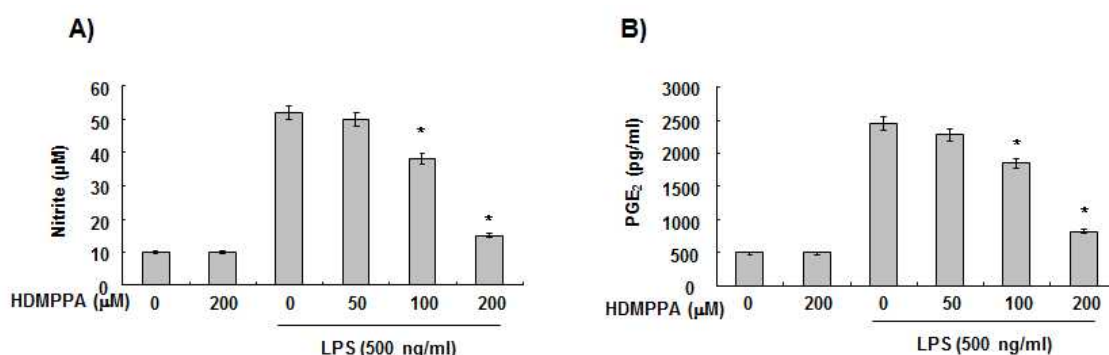 A)
60
50
40
30
20
10
0
Nitrite (μM)
*
*
HDMPPA (μM) 0 200 0 50 100 200
LPS (500 ng/ml)
B)
3000
2500
2000
1500
1000
500
0
PGE₂ (pg/ml)
*
*
HDMPPA (μM) 0 200 0 50 100 200
LPS (500 ng/ml)